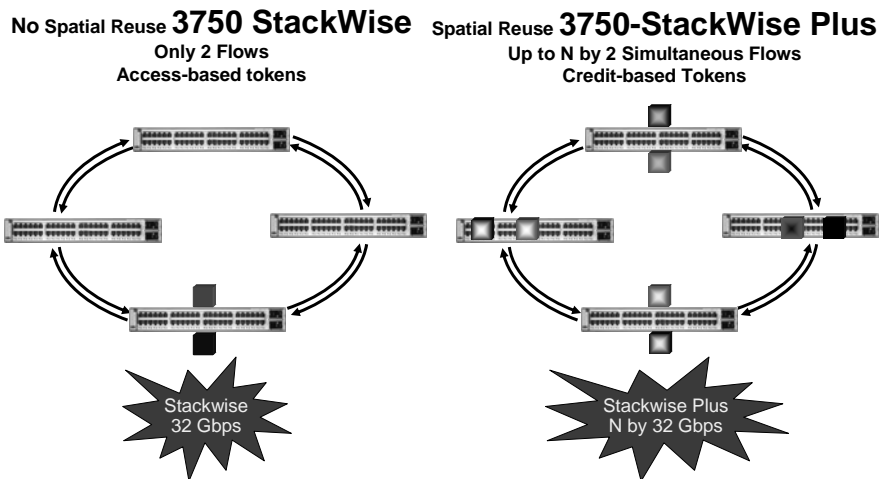 No Spatial Reuse 3750 StackWise
Only 2 Flows
Access-based tokens
Stackwise
32 Gbps
Spatial Reuse 3750-StackWise Plus
Up to N by 2 Simultaneous Flows
Credit-based Tokens
Stackwise Plus
N by 32 Gbps